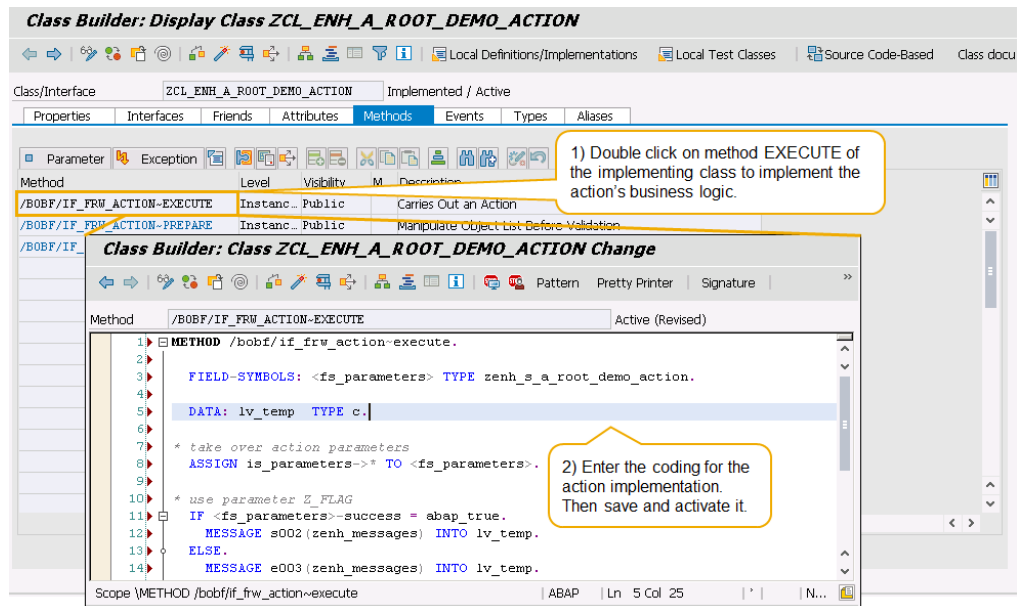 Class Builder: Display Class ZCL_ENH_A_ROOT_DEMO_ACTION
Local Definitions/Implementations Local Test Classes Source Code-Based Class docu
Class/Interface ZCL_ENH_A_ROOT_DEMO_ACTION Implemented / Active
Properties Interfaces Friends Attributes Methods Events Types Aliases
Parameter Exception
1) Double click on method EXECUTE of
the implementing class to implement the
action's business logic.
Method Level Visibility M Description
/BOBF/IF_FRW_ACTION~EXECUTE Instanc… Public Carries Out an Action
/BOBF/IF_FRW_ACTION~PREPARE Instanc… Public Manipulate Object List Before Validation
/BOBF/IF_
Class Builder: Class ZCL_ENH_A_ROOT_DEMO_ACTION Change
Pattern Pretty Printer Signature »
Method /BOBF/IF_FRW_ACTION~EXECUTE Active (Revised)
1 METHOD /bobf/if_frw_action~execute.
2
3 FIELD-SYMBOLS: <fs_parameters> TYPE zenh_s_a_root_demo_action.
4
5 DATA: lv_temp TYPE c.
6
7 * take over action parameters
8 ASSIGN is_parameters->* TO <fs_parameters>.
9
10 * use parameter Z_FLAG
11 IF <fs_parameters>-success = abap_true.
12 MESSAGE s002(zenh_messages) INTO lv_temp.
13 ELSE.
14 MESSAGE e003(zenh_messages) INTO lv_temp.
2) Enter the coding for the
action implementation.
Then save and activate it.
Scope \METHOD /bobf/if_frw_action~execute ABAP Ln 5 Col 25 N...